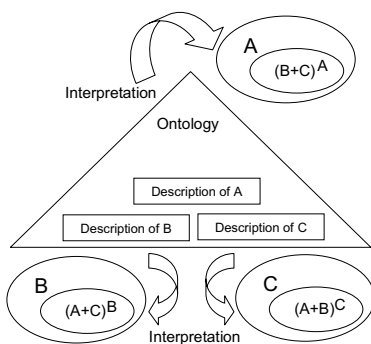 A
(B+C)A
Interpretation
Ontology
Description of A
Description of B
Description of C
B
(A+C)B
C
(A+B)C
Interpretation